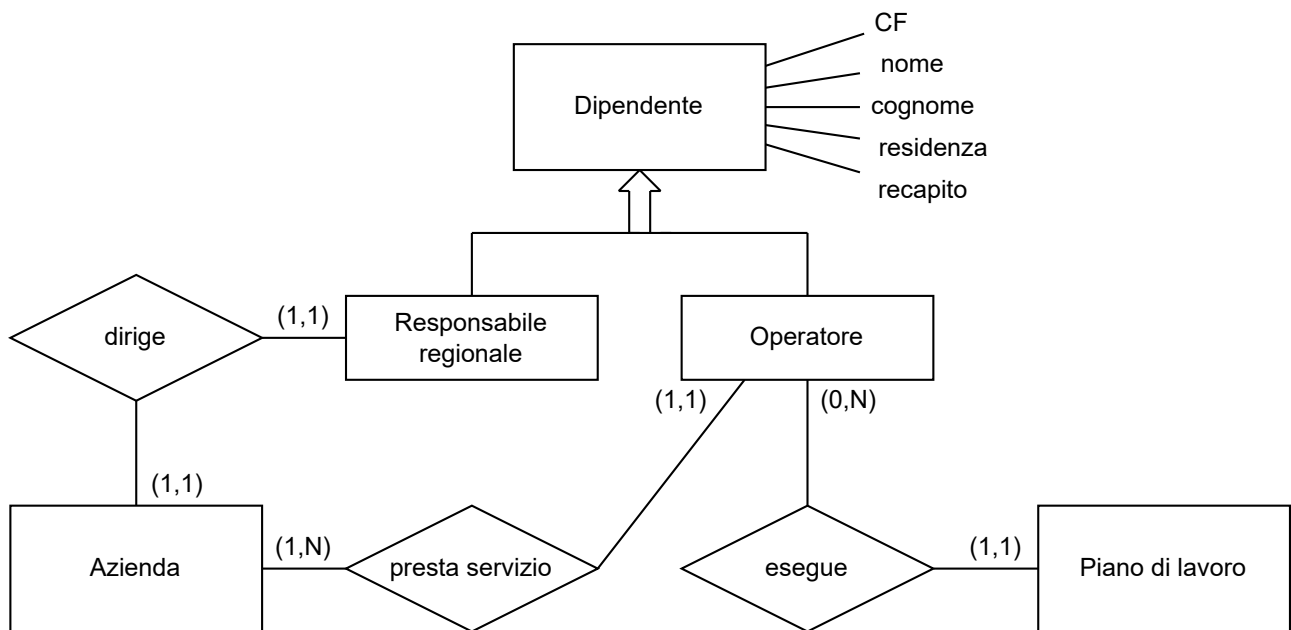 CF
nome
Dipendente
cognome
residenza
recapito
dirige
(1,1)
Responsabile
regionale
Operatore
(1,1)
(0,N)
(1,1)
Azienda
(1,N)
presta servizio
esegue
(1,1)
Piano di lavoro